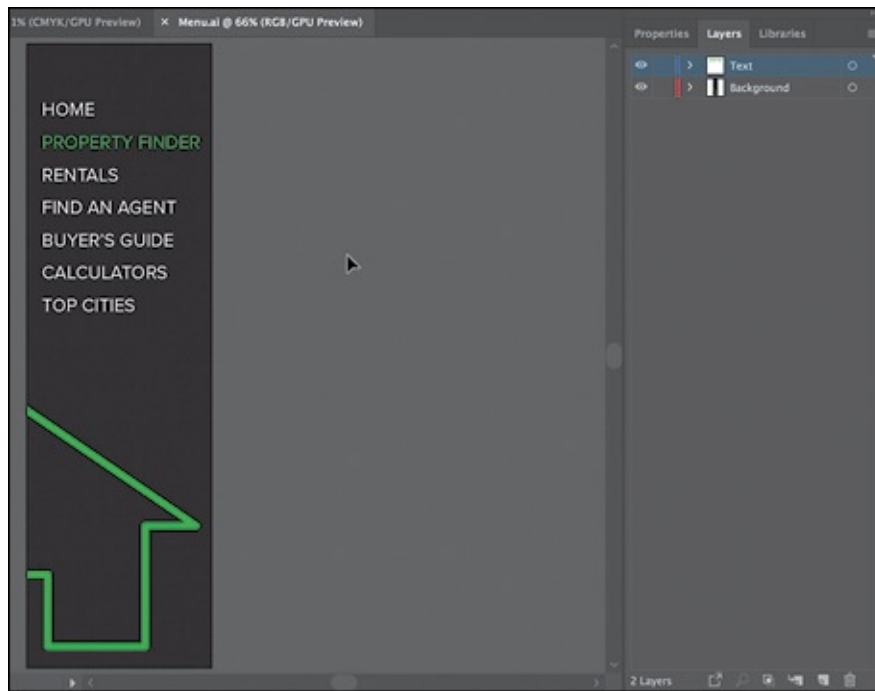 1% (CMYK/GPU Preview) × Menu.ai @ 66% (RGB/GPU Preview)
Properties Layers Libraries
Text
Background
HOME
PROPERTY FINDER
RENTALS
FIND AN AGENT
BUYER'S GUIDE
CALCULATORS
TOP CITIES
2 Layers